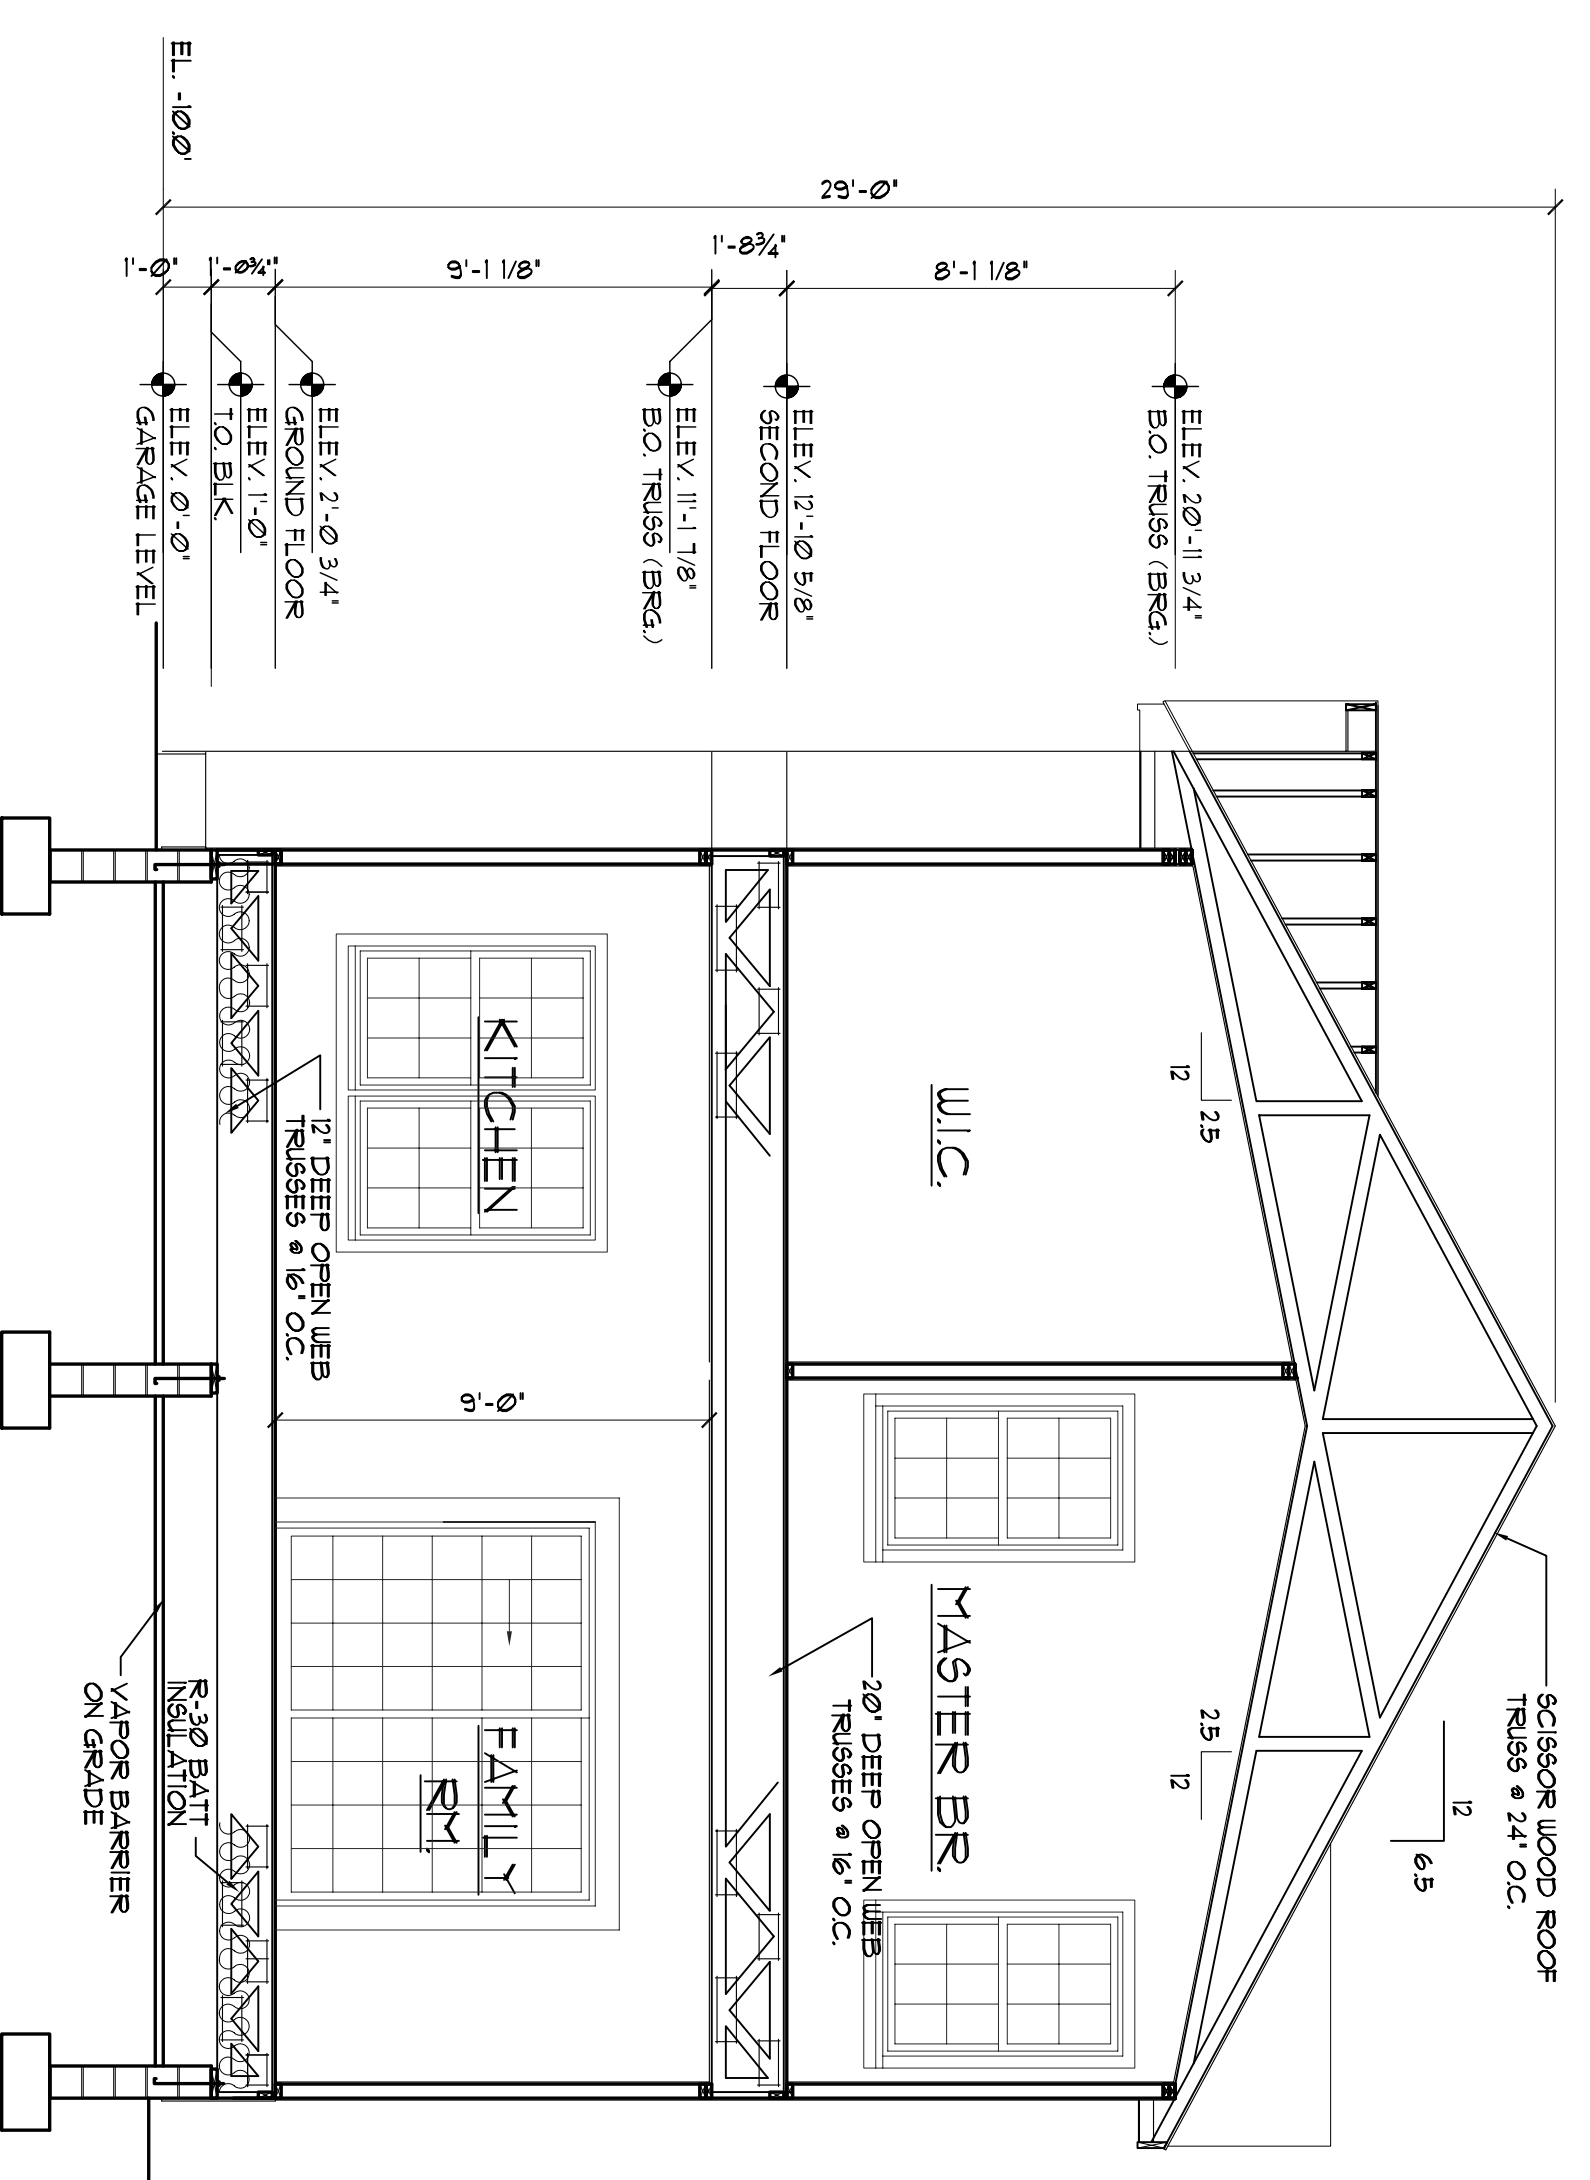 SCISSOR WOOD ROOF
TRUSS @ 24" O.C.
12
6.5
29'-0"
ELEV. 20'-11 3/4"
B.O. TRUSS (BRG.)
12
2.5
2.5
12
8'-1 1/8"
W.I.C.
MASTER BR.
20" DEEP OPEN WEB
TRUSSES @ 16" O.C.
ELEV. 12'-10 5/8"
SECOND FLOOR
1'-8 3/4"
ELEV. 11'-1 7/8"
B.O. TRUSS (BRG.)
9'-1 1/8"
KITCHEN
9'-0"
FAMILY
RM.
12" DEEP OPEN WEB
TRUSSES @ 16" O.C.
ELEV. 2'-0 3/4"
GROUND FLOOR
1'-0 3/4"
ELEV. 1'-0"
T.O. BLK.
1'-0"
ELEV. 0'-0"
GARAGE LEVEL
EL. -10.0'
R-30 BATT
INSULATION
VAPOR BARRIER
ON GRADE